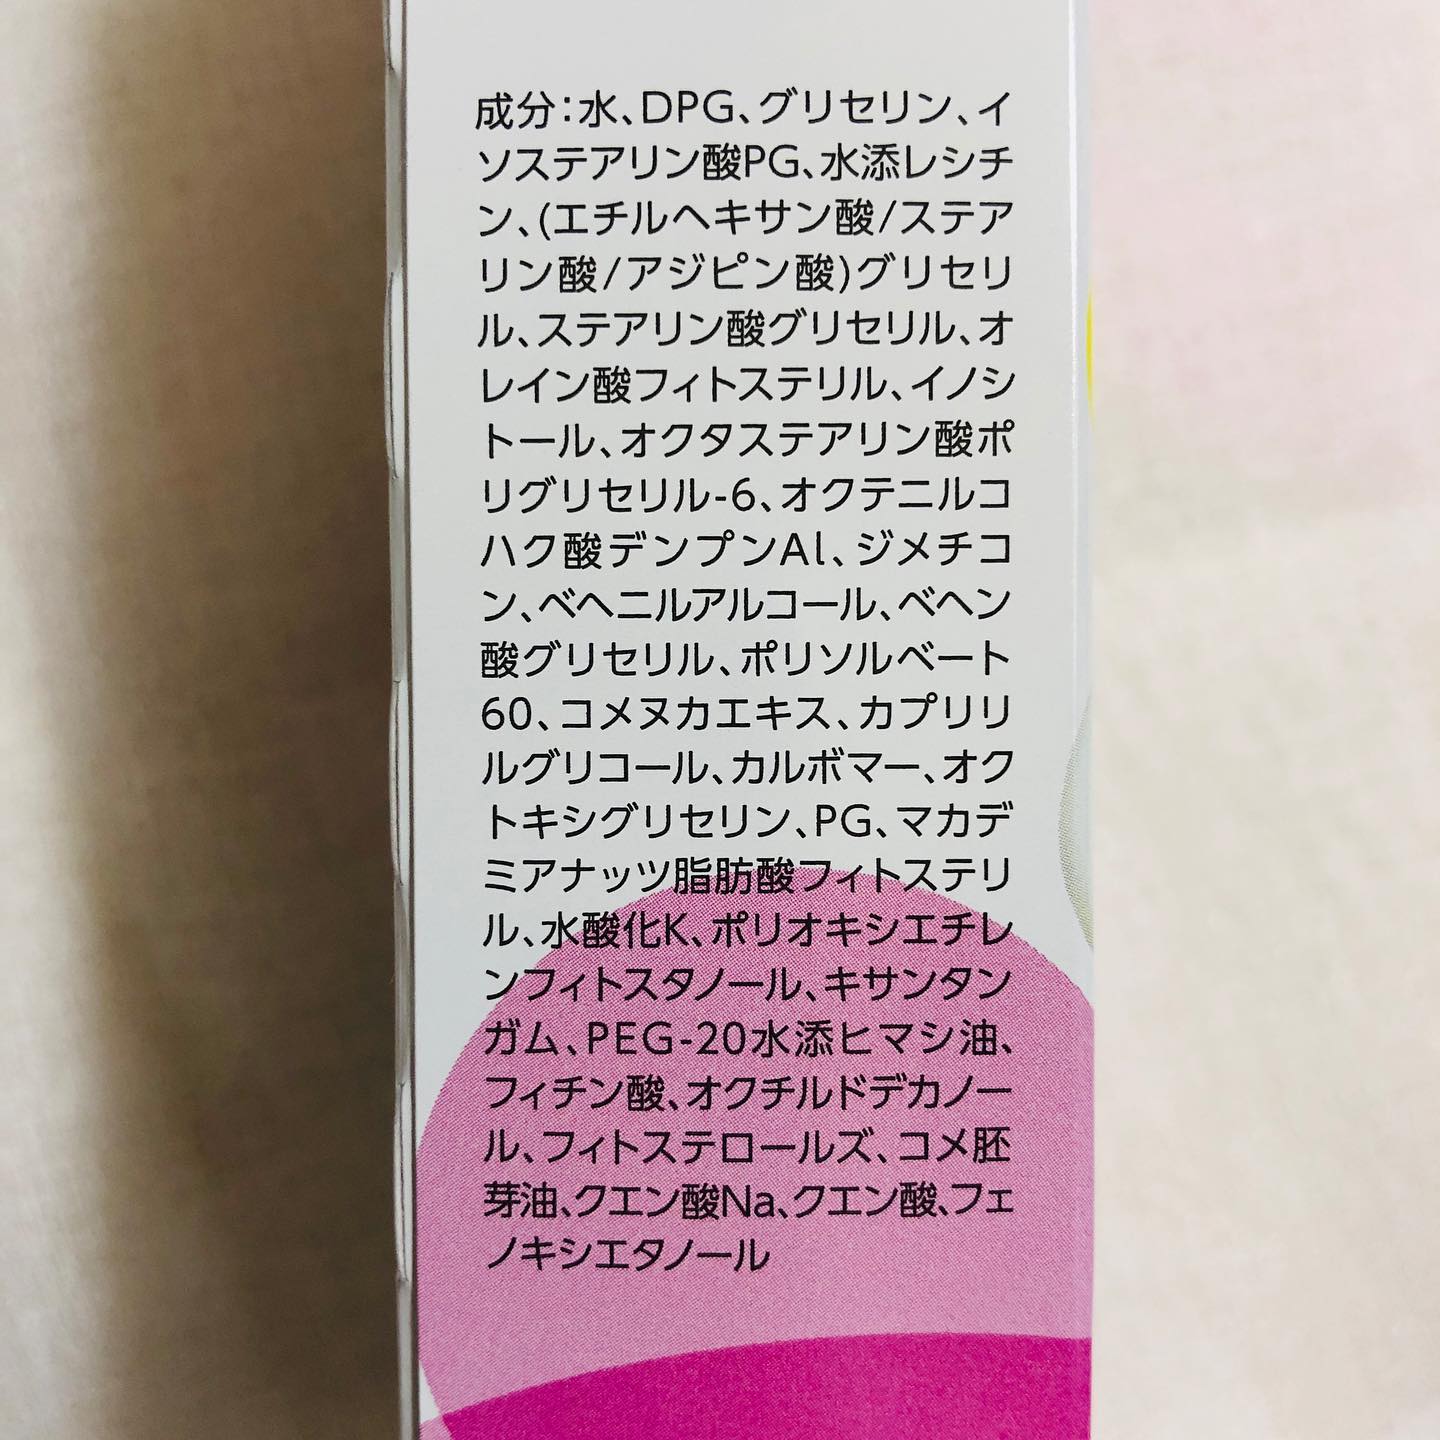 成分：水、DPG、グリセリン、イ
ソステアリン酸PG、水添レシチ
ン、(エチルヘキサン酸/ステア
リン酸/アジピン酸)グリセリ
ル、ステアリン酸グリセリル、オ
レイン酸フィトステリル、イノシ
トール、オクタステアリン酸ポ
リグリセリル-6、オクテニルコ
ハク酸デンプンAl、ジメチコ
ン、ベヘニルアルコール、ベヘン
酸グリセリル、ポリソルベート
60、コメヌカエキス、カプリリ
ルグリコール、カルボマー、オク
トキシグリセリン、PG、マカデ
ミアナッツ脂肪酸フィトステリ
ル、水酸化K、ポリオキシエチレ
ンフィトスタノール、キサンタン
ガム、PEG-20水添ヒマシ油、
フィチン酸、オクチルドデカノー
ル、フィトステロールズ、コメ胚
芽油、クエン酸Na、クエン酸、フェ
ノキシエタノール